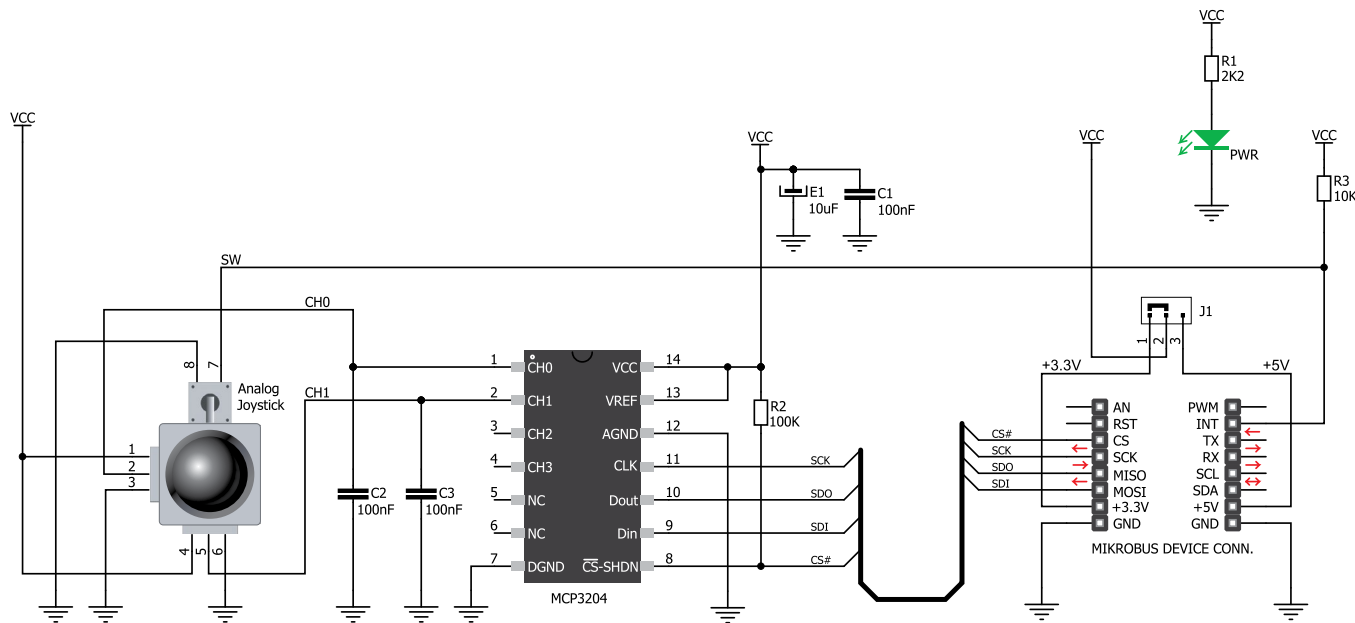 VCC
R1
2K2
PWR
VCC
VCC
VCC
VCC
R3
10K
E1
10uF
C1
100nF
SW
CH0
J1
1
2
3
+3.3V
+5V
8
7
Analog
Joystick
CH1
1
2
3
4
5
6
C2
100nF
C3
100nF
1 CH0 VCC 14
2 CH1 VREF 13
3 CH2 AGND 12
4 CH3 CLK 11
5 NC Dout 10
6 NC Din 9
7 DGND CS-SHDN 8
MCP3204
R2
100K
SCK
SDO
SDI
CS#
CS#
SCK
SDO
SDI
AN PWM
RST INT
CS TX
SCK RX
MISO SCL
MOSI SDA
+3.3V +5V
GND GND
MIKROBUS DEVICE CONN.